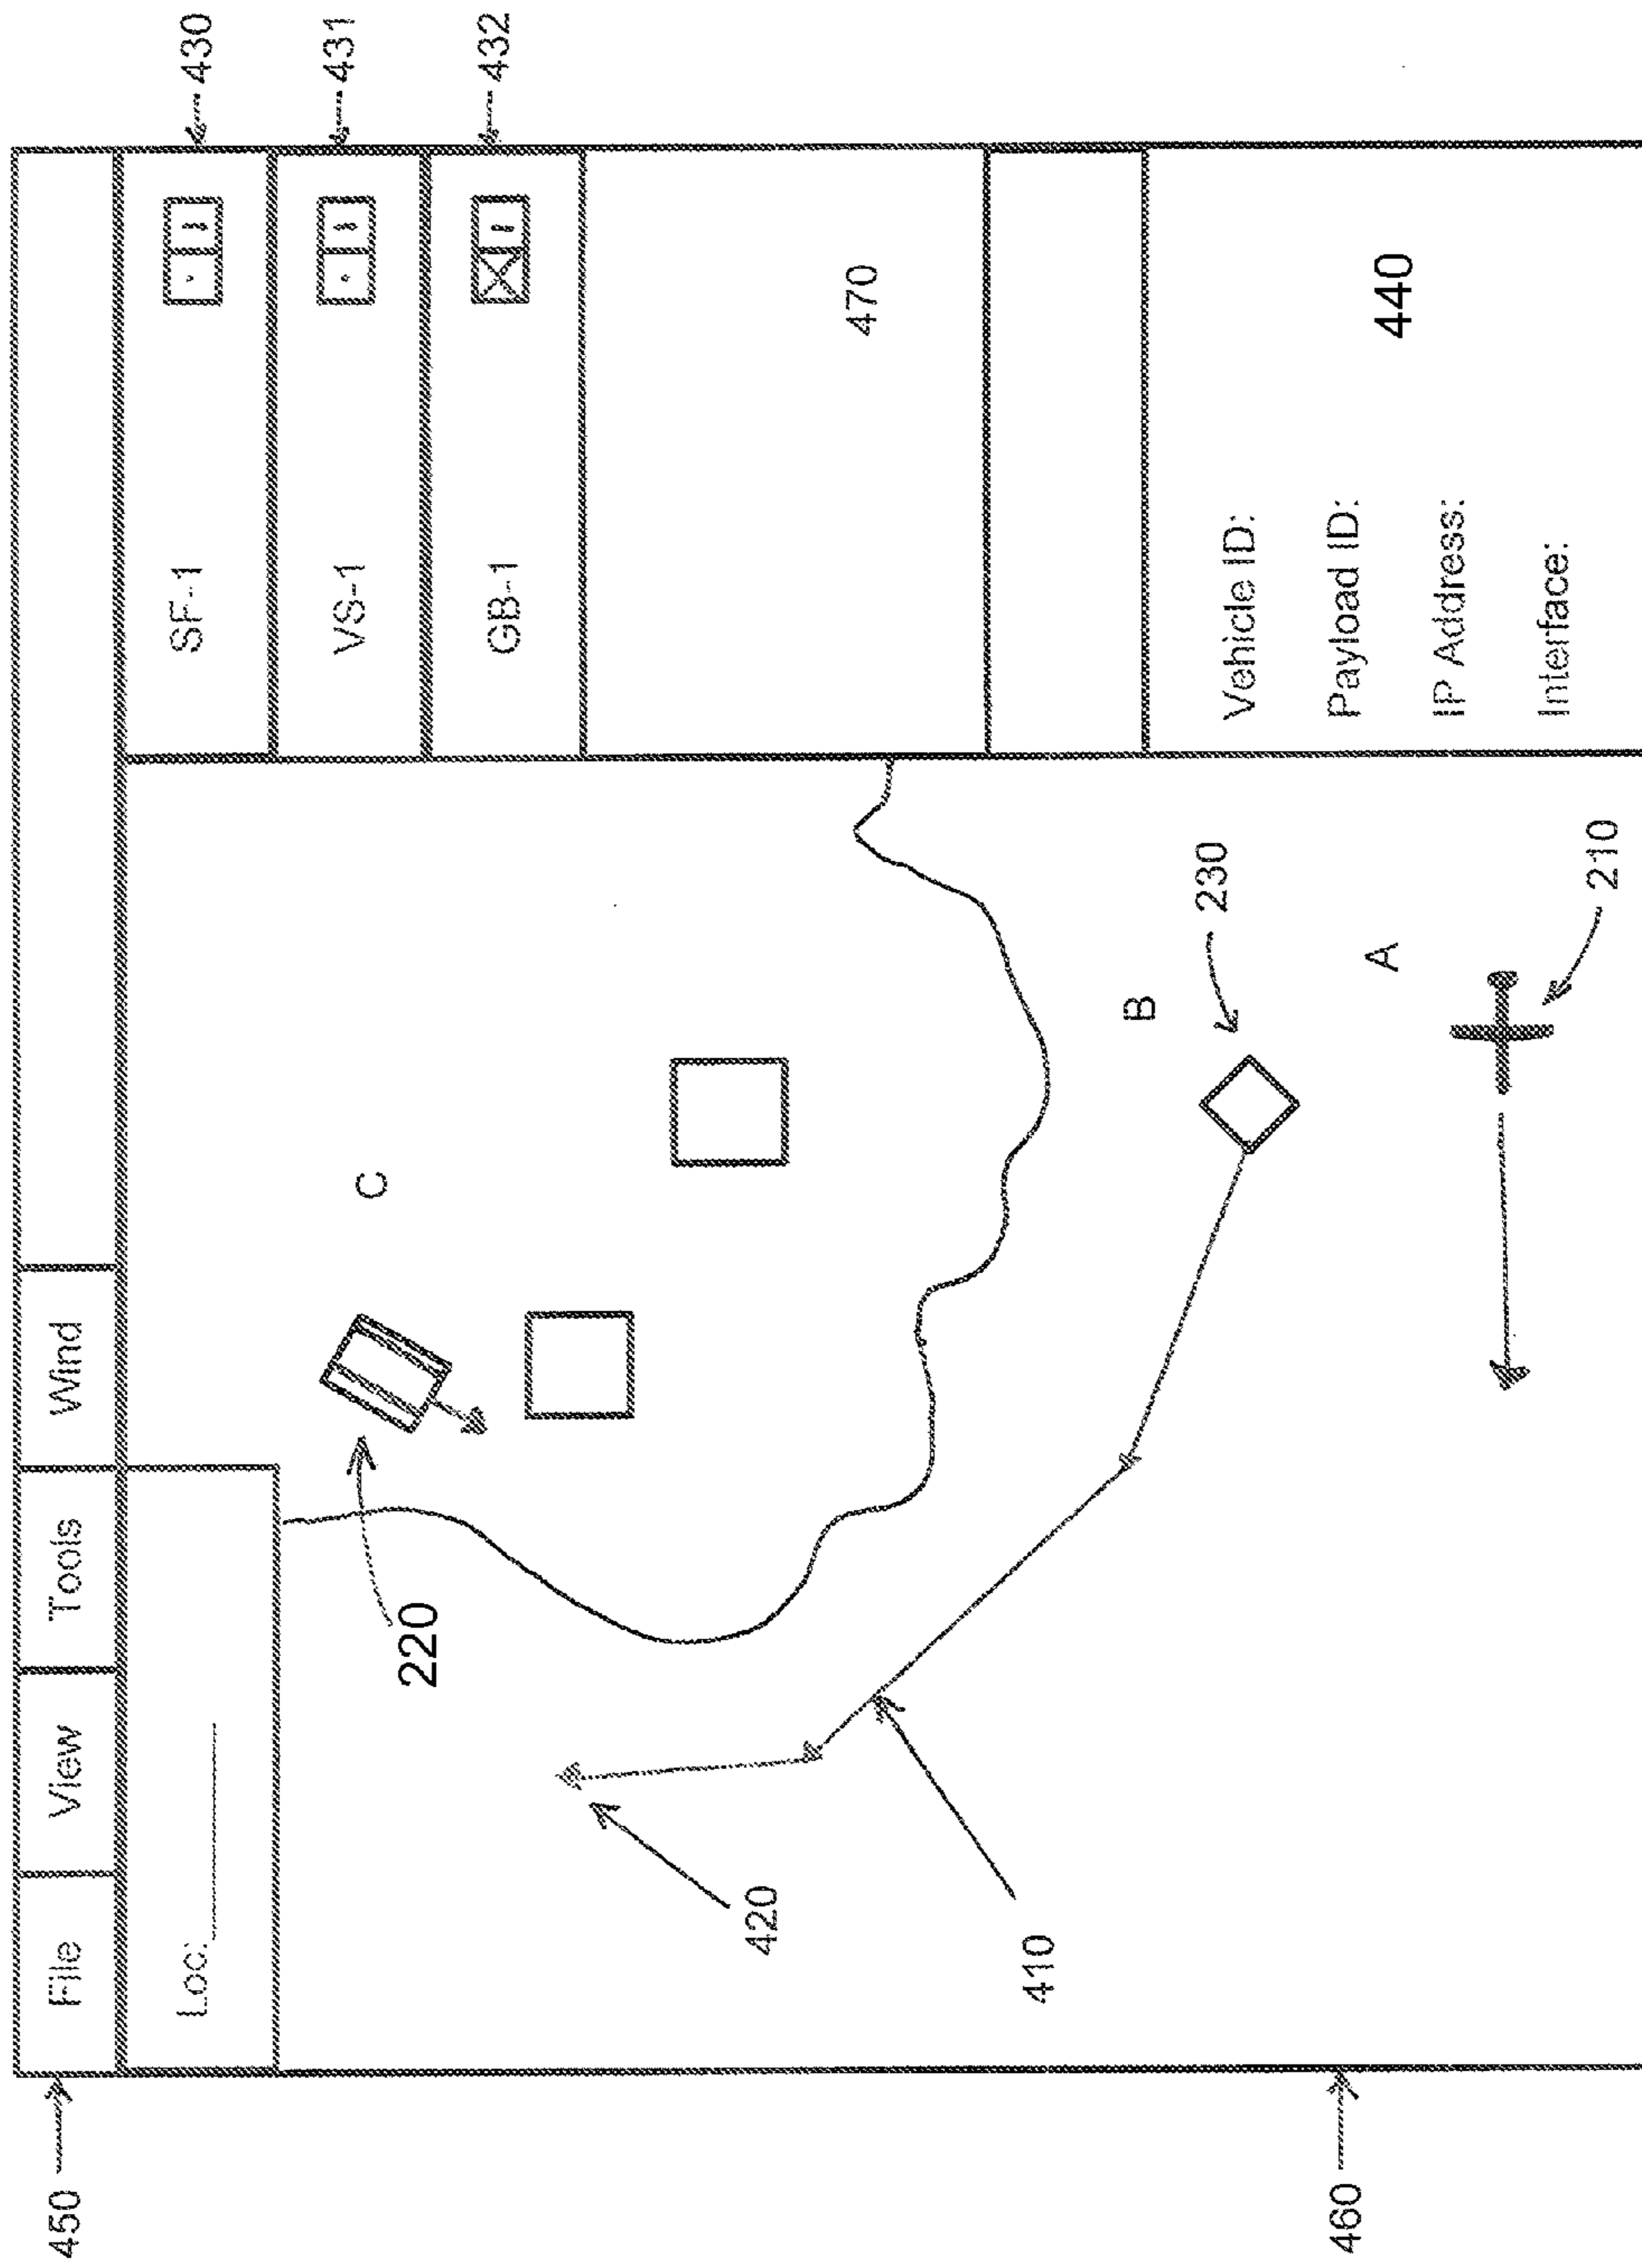 450
File View Tools Wind
Loc:
SF-1
430
VS-1
431
GB-1
432
220
C
420
470
410
B
230
Vehicle ID:
Payload ID:
IP Address:
Interface:
440
460
A
210